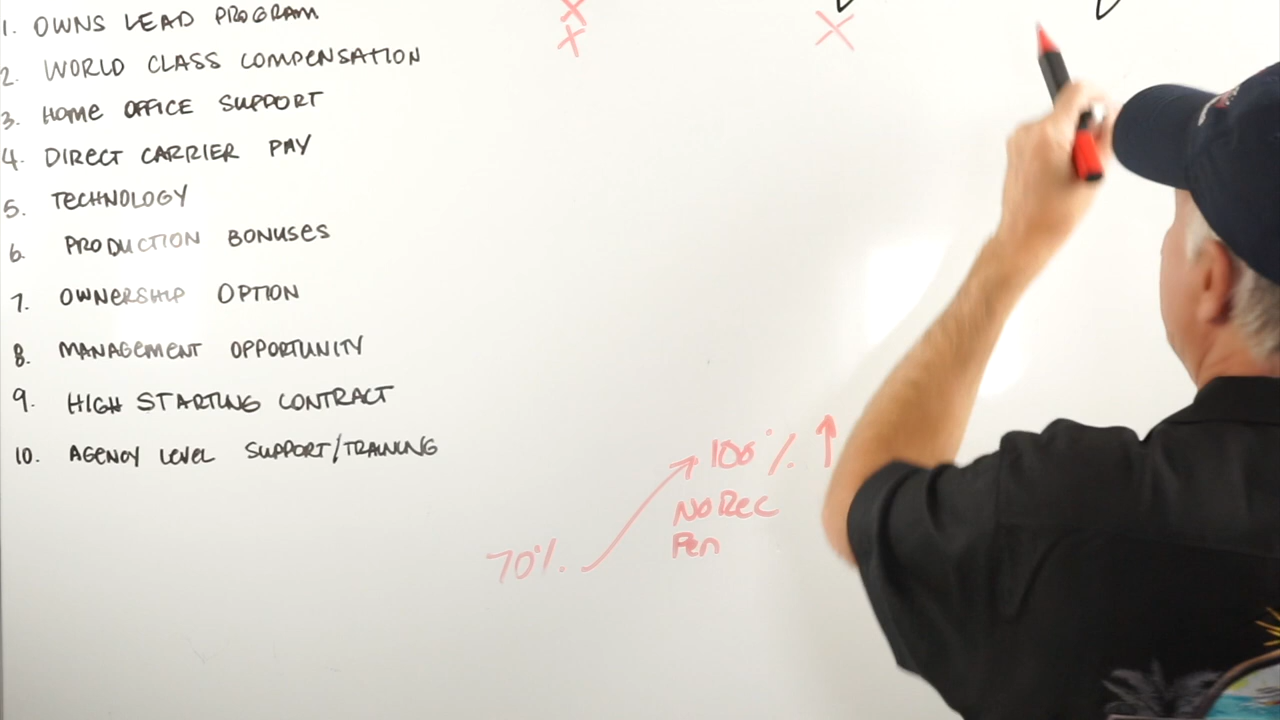 1. OWNS LEAD PROGRAM
X
X
X
2. WORLD CLASS COMPENSATION
3. HOME OFFICE SUPPORT
4. DIRECT CARRIER PAY
5. TECHNOLOGY
6. PRODUCTION BONUSES
7. OWNERSHIP OPTION
8. MANAGEMENT OPPORTUNITY
9. HIGH STARTING CONTRACT
10. AGENCY LEVEL SUPPORT/TRAINING
70%. 100%
NO REC